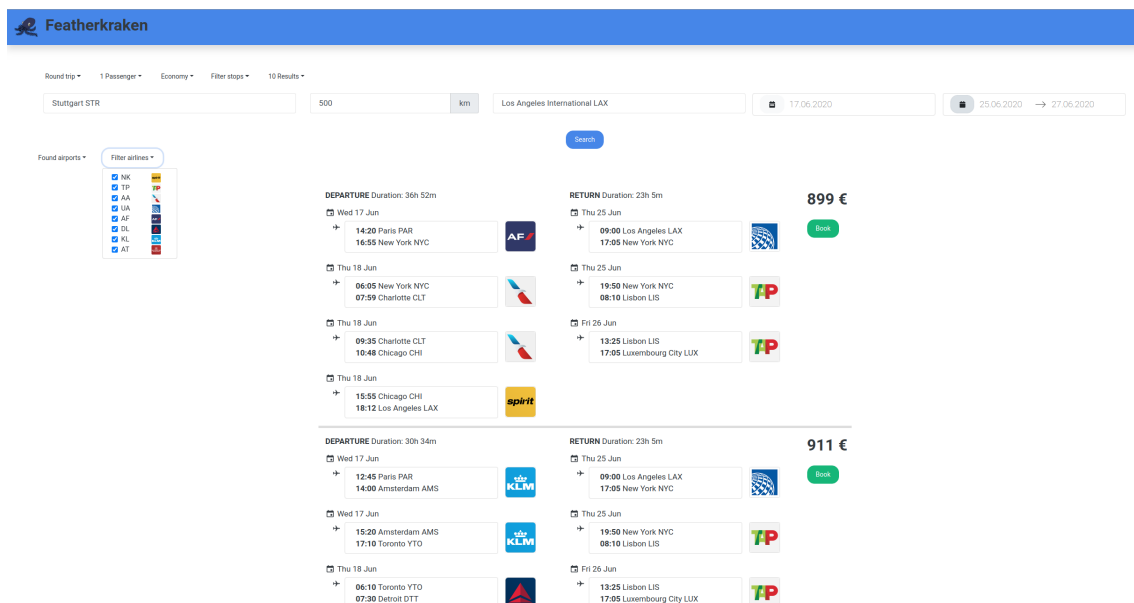 Featherkraken
Round trip 1 Passenger Economy Filter stops 10 Results
Stuttgart STR 500 km Los Angeles International LAX 17.06.2020 25.06.2020 → 27.06.2020
Search
Found airports Filter airlines
NK
TP
AA
UA
AF
DL
KL
AT
DEPARTURE Duration: 36h 52m
Wed 17 Jun
14:20 Paris PAR
16:55 New York NYC
AF
Thu 18 Jun
06:05 New York NYC
07:59 Charlotte CLT
Thu 18 Jun
09:35 Charlotte CLT
10:48 Chicago CHI
Thu 18 Jun
15:55 Chicago CHI
18:12 Los Angeles LAX
spirit
RETURN Duration: 23h 5m
Thu 25 Jun
09:00 Los Angeles LAX
17:05 New York NYC
Thu 25 Jun
19:50 New York NYC
08:10 Lisbon LIS
TAP
Fri 26 Jun
13:25 Lisbon LIS
17:05 Luxembourg City LUX
TAP
899 €
Book
DEPARTURE Duration: 30h 34m
Wed 17 Jun
12:45 Paris PAR
14:00 Amsterdam AMS
KLM
Wed 17 Jun
15:20 Amsterdam AMS
17:10 Toronto YTO
KLM
Thu 18 Jun
06:10 Toronto YTO
07:30 Detroit DTT
RETURN Duration: 23h 5m
Thu 25 Jun
09:00 Los Angeles LAX
17:05 New York NYC
Thu 25 Jun
19:50 New York NYC
08:10 Lisbon LIS
TAP
Fri 26 Jun
13:25 Lisbon LIS
17:05 Luxembourg City LUX
TAP
911 €
Book